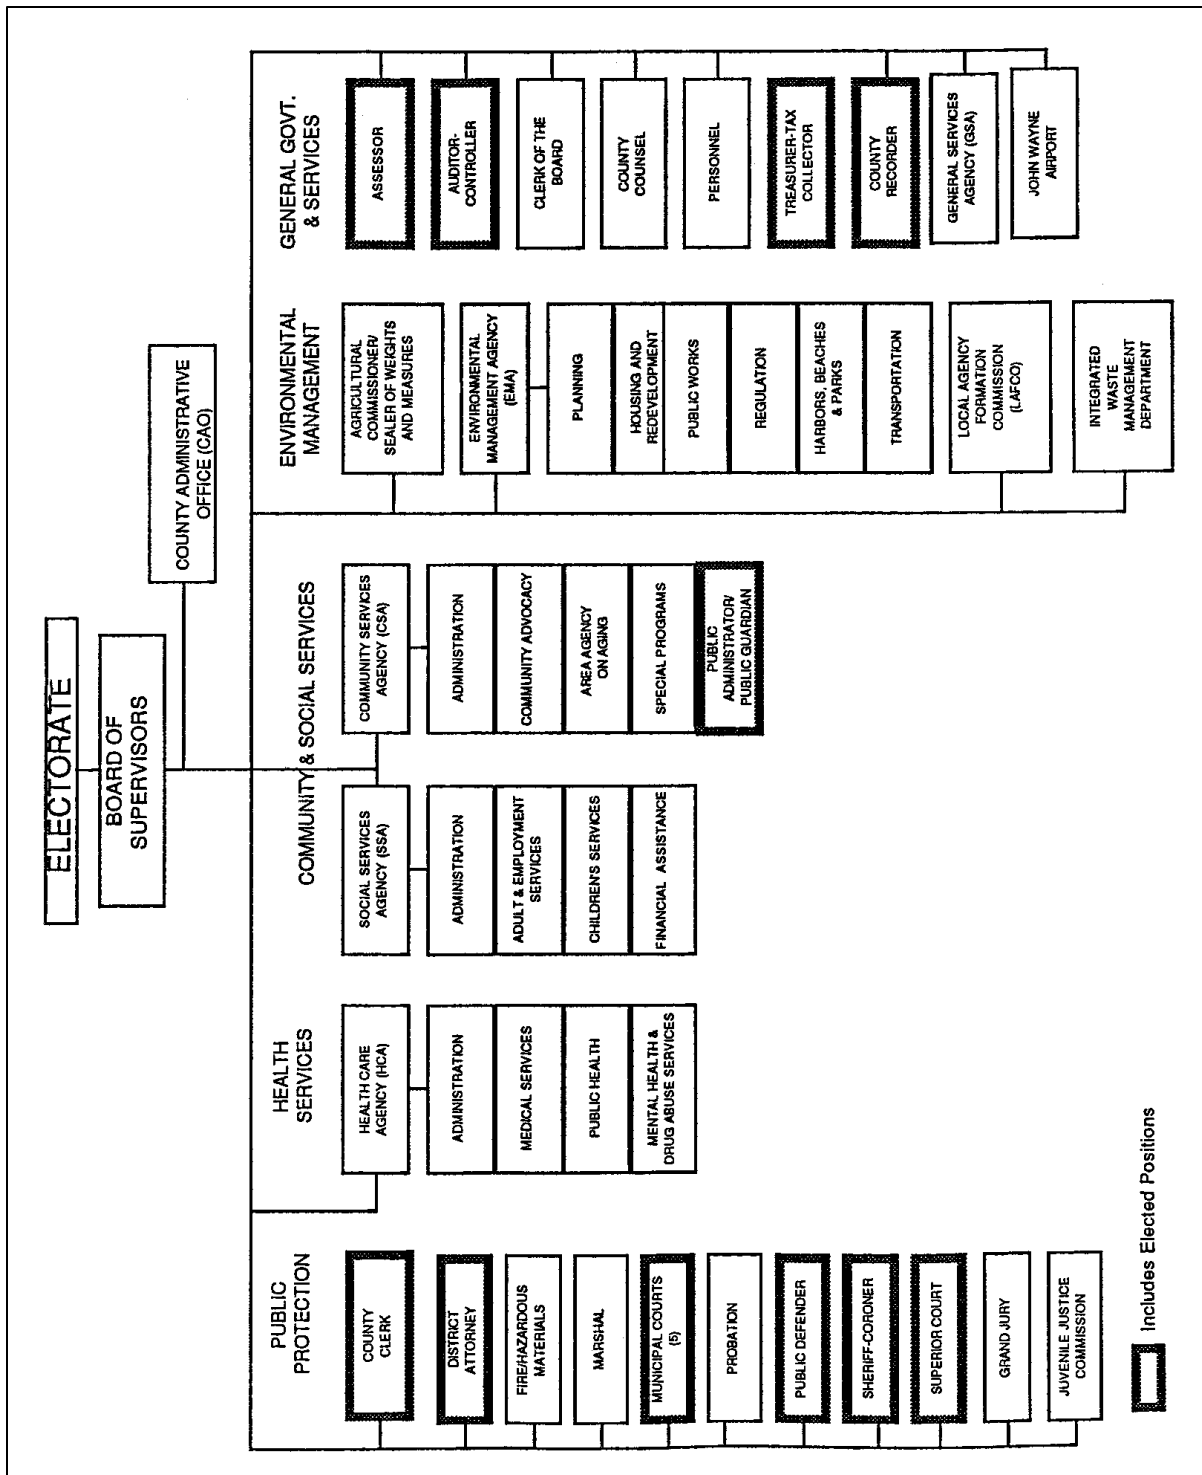 ELECTORATE
BOARD OF
SUPERVISORS
COUNTY ADMINISTRATIVE
OFFICE (CAO)
PUBLIC
PROTECTION
COUNTY
CLERK
DISTRICT
ATTORNEY
FIRE/HAZARDOUS
MATERIALS
MARSHAL
MUNICIPAL COURTS
(5)
PROBATION
PUBLIC DEFENDER
SHERIFF-CORONER
SUPERIOR COURT
GRAND JURY
JUVENILE JUSTICE
COMMISSION
HEALTH
SERVICES
HEALTH CARE
AGENCY (HCA)
ADMINISTRATION
MEDICAL SERVICES
PUBLIC HEALTH
MENTAL HEALTH &
DRUG ABUSE SERVICES
COMMUNITY & SOCIAL SERVICES
SOCIAL SERVICES
AGENCY (SSA)
ADMINISTRATION
ADULT & EMPLOYMENT
SERVICES
CHILDREN'S SERVICES
FINANCIAL ASSISTANCE
COMMUNITY SERVICES
AGENCY (CSA)
ADMINISTRATION
COMMUNITY ADVOCACY
AREA AGENCY
ON AGING
SPECIAL PROGRAMS
PUBLIC
ADMINISTRATOR/
PUBLIC GUARDIAN
ENVIRONMENTAL
MANAGEMENT
AGRICULTURAL
COMMISSIONER/
SEALER OF WEIGHTS
AND MEASURES
ENVIRONMENTAL
MANAGEMENT AGENCY
(EMA)
PLANNING
HOUSING AND
REDEVELOPMENT
PUBLIC WORKS
REGULATION
HARBORS, BEACHES
& PARKS
TRANSPORTATION
LOCAL AGENCY
FORMATION
COMMISSION
(LAFCO)
INTEGRATED
WASTE
MANAGEMENT
DEPARTMENT
GENERAL GOVT.
& SERVICES
ASSESSOR
AUDITOR-
CONTROLLER
CLERK OF THE
BOARD
COUNTY
COUNSEL
PERSONNEL
TREASURER-TAX
COLLECTOR
COUNTY
RECORDER
GENERAL SERVICES
AGENCY (GSA)
JOHN WAYNE
AIRPORT
Includes Elected Positions